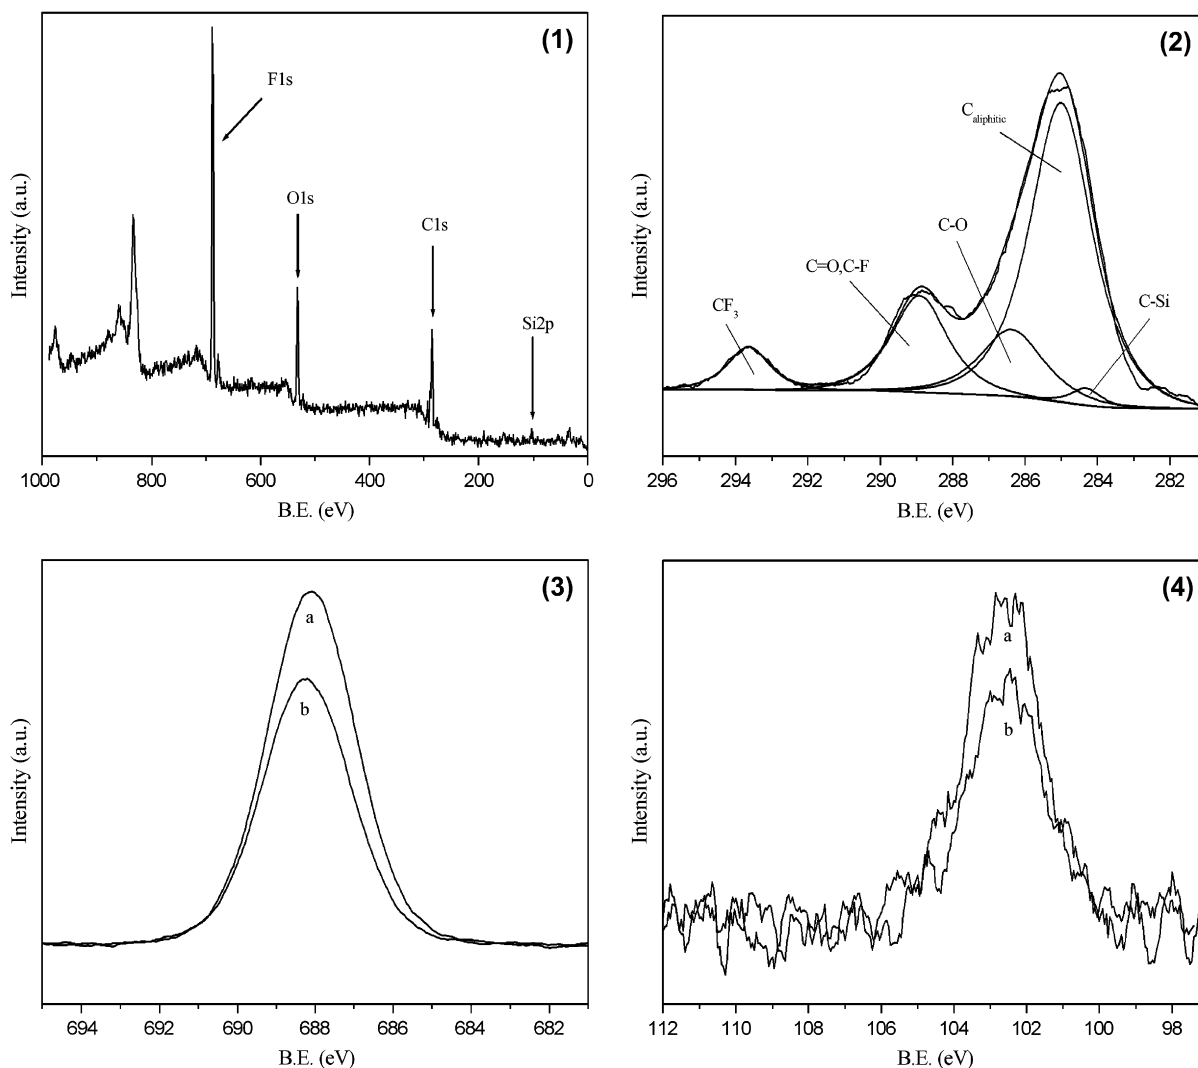 (1)
F1s
O1s
C1s
Si2p
Intensity (a.u.)
1000 800 600 400 200 0
B.E. (eV)
(2)
C aliphitic
C-O
C=O,C-F
CF3
C-Si
Intensity (a.u.)
296 294 292 290 288 286 284 282
B.E. (eV)
(3)
a
b
Intensity (a.u.)
694 692 690 688 686 684 682
B.E. (eV)
(4)
a
b
Intensity (a.u.)
112 110 108 106 104 102 100 98
B.E. (eV)